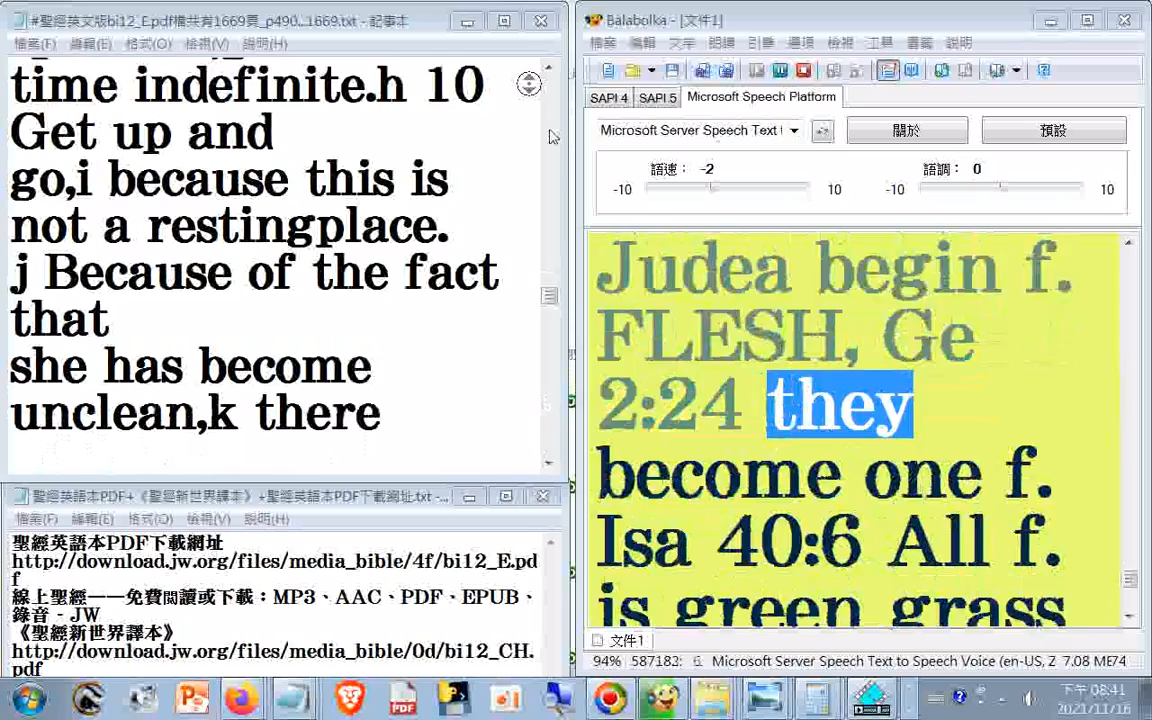 #聖經英文版bi12_E.pdf檔共有1669頁_p490...1669.txt - 記事本
檔案(F) 編輯(E) 格式(O) 檢視(V) 說明(H)
time indefinite.h 10
Get up and
go,i because this is
not a restingplace.
j Because of the fact
that
she has become
unclean,k there
聖經英語本PDF+《聖經新世界譯本》+聖經英語本PDF下載網址.txt -...
檔案(F) 編輯(E) 格式(O) 檢視(V) 說明(H)
聖經英語本PDF下載網址
http://download.jw.org/files/media_bible/4f/bi12_E.pd
f
線上聖經——免費閱讀或下載：MP3、AAC、PDF、EPUB、
錄音 - JW
《聖經新世界譯本》
http://download.jw.org/files/media_bible/0d/bi12_CH.
pdf
Balabolka - [文件1]
檔案 編輯 文字 朗讀 引擎 選項 檢視 工具 書籤 說明
SAPI 4 SAPI 5 Microsoft Speech Platform
Microsoft Server Speech Text 關於 預設
語速： -2 語調： 0
-10 10 -10 10
Judea begin f.
FLESH, Ge
2:24 they
become one f.
Isa 40:6 All f.
is green grass
文件1
94% 587182: 6 Microsoft Server Speech Text to Speech Voice (en-US, Z 7.08 ME74
下午 08:41
2021/11/16